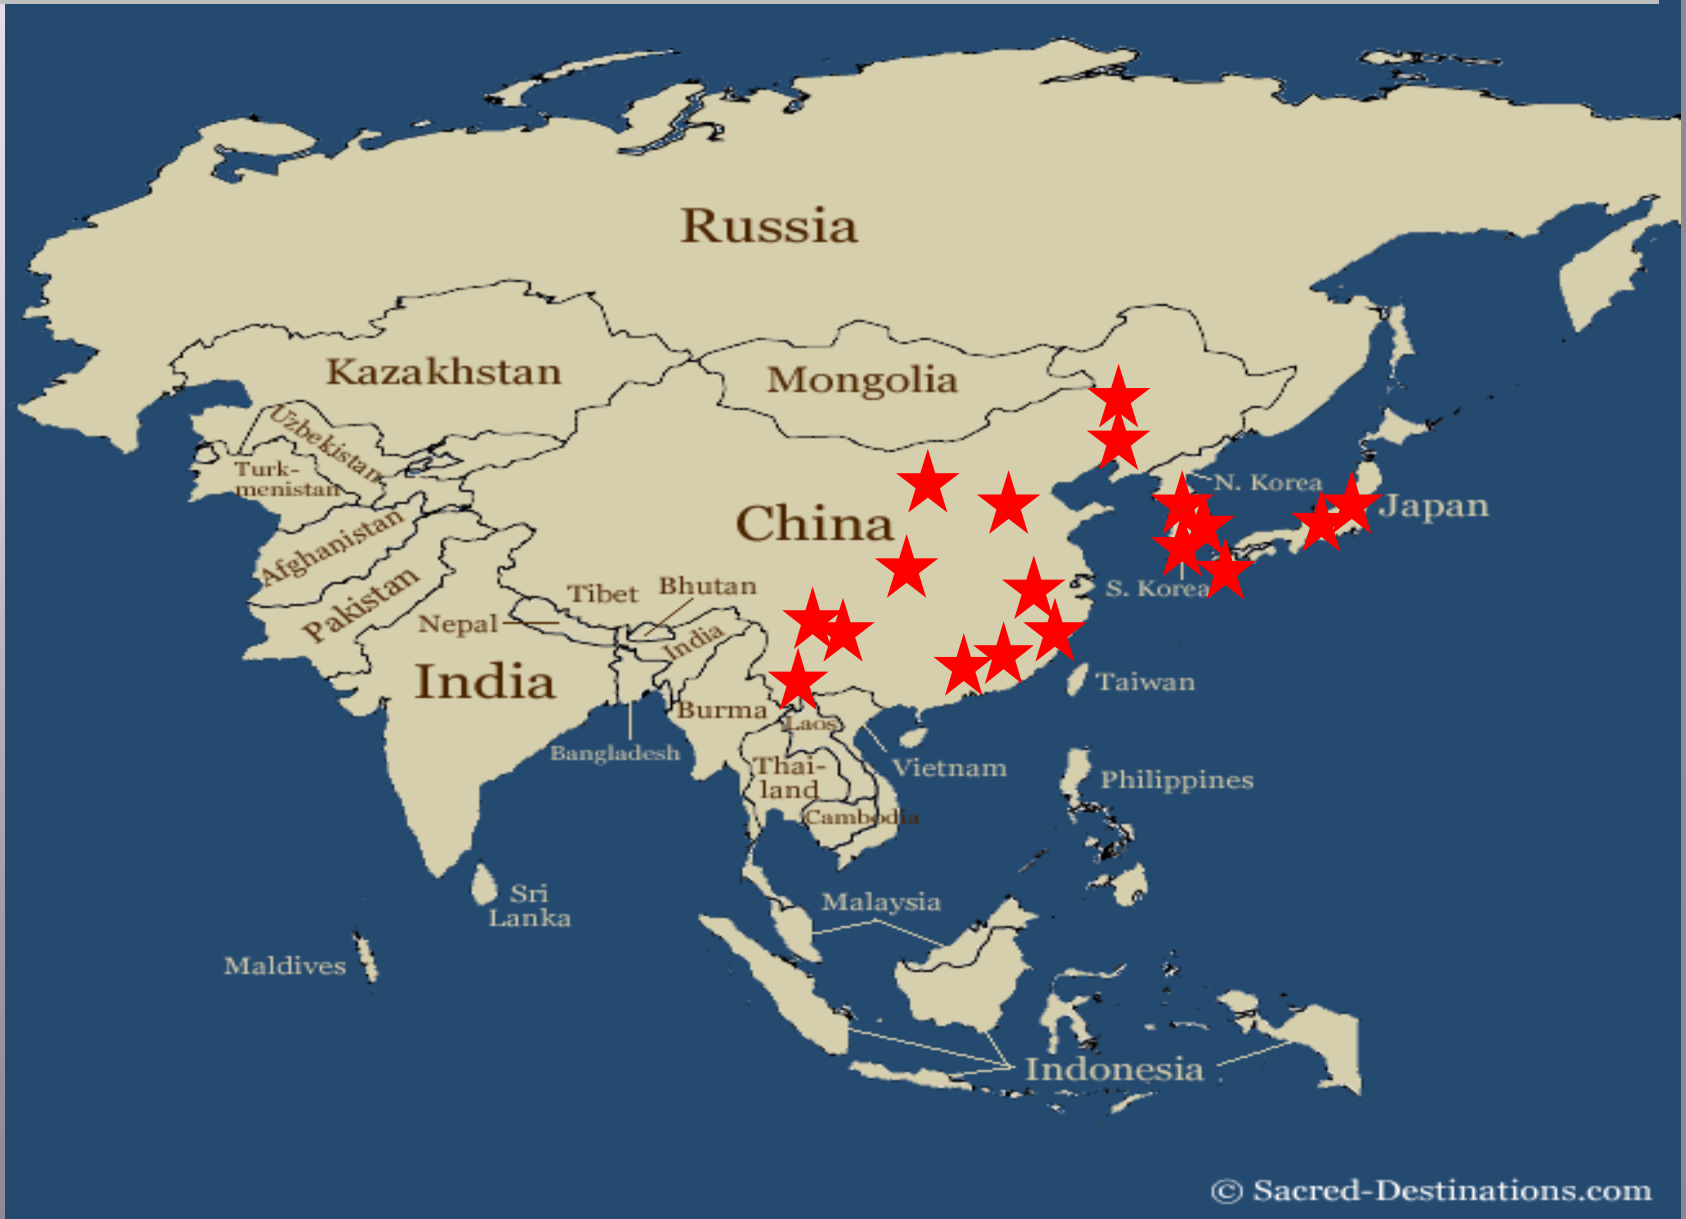 Russia
Kazakhstan
Mongolia
Uzbekistan
Turk-
menistan
N. Korea
Japan
China
Afghanistan
Pakistan
Tibet
Bhutan
S. Korea
Nepal
India
India
Taiwan
Burma
Laos
Bangladesh
Vietnam
Thai-
land
Philippines
Cambodia
Sri
Lanka
Malaysia
Maldives
Indonesia
© Sacred-Destinations.com